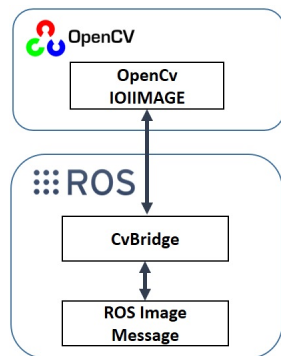 OpenCV
OpenCv
IOIIMAGE
ROS
CvBridge
ROS Image
Message